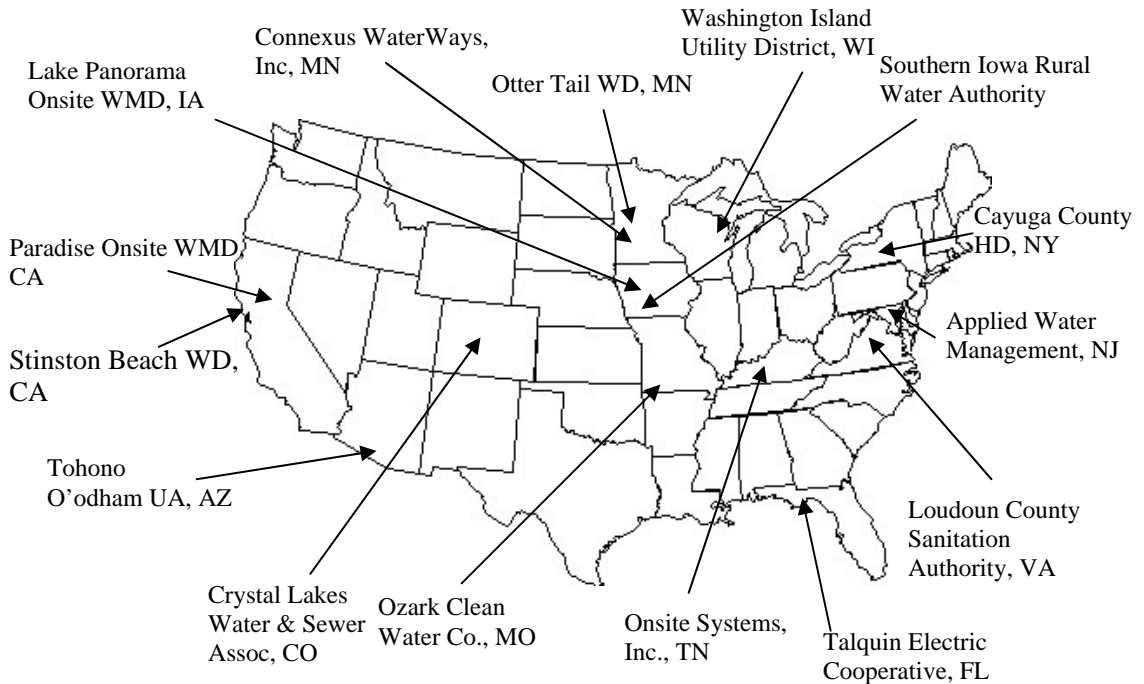 Washington Island
Utility District, WI
Connexus WaterWays,
Inc, MN
Lake Panorama
Onsite WMD, IA
Otter Tail WD, MN
Southern Iowa Rural
Water Authority
Paradise Onsite WMD
CA
Cayuga County
HD, NY
Stinston Beach WD,
CA
Applied Water
Management, NJ
Tohono
O'odham UA, AZ
Loudoun County
Sanitation
Authority, VA
Crystal Lakes
Water & Sewer
Assoc, CO
Ozark Clean
Water Co., MO
Onsite Systems,
Inc., TN
Talquin Electric
Cooperative, FL